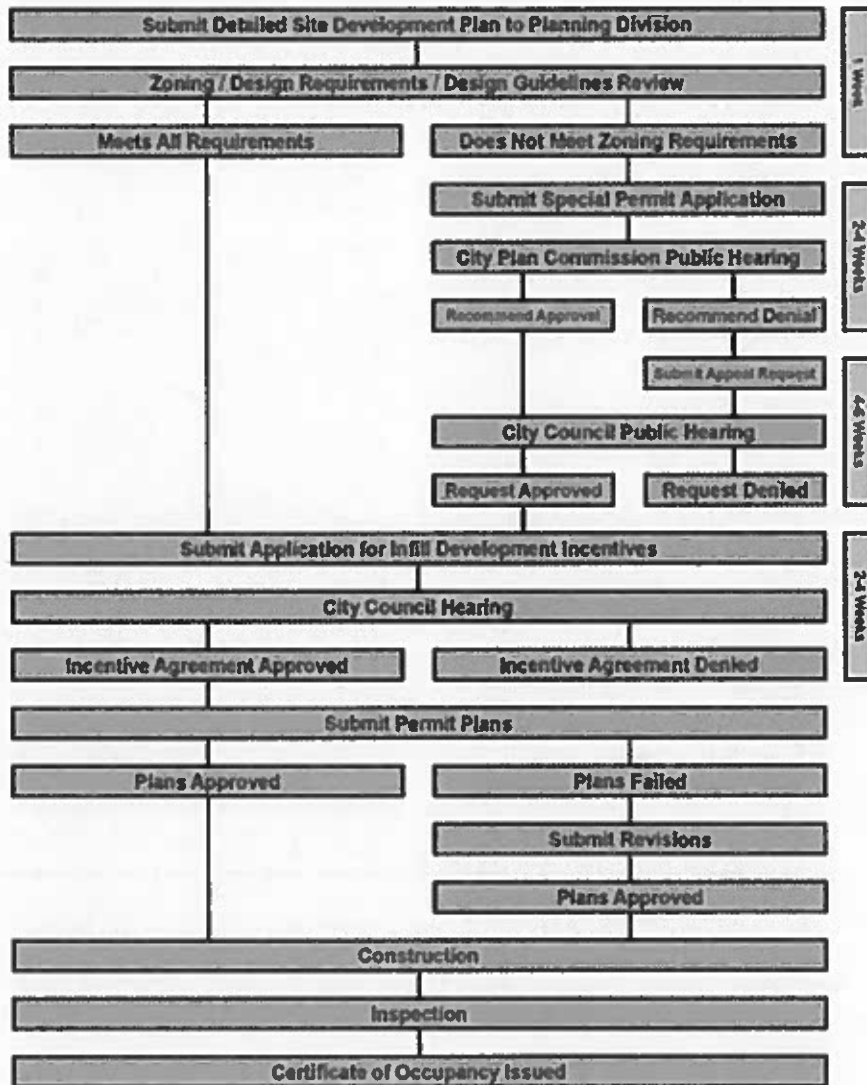 Submit Detailed Site Development Plan to Planning Division
Zoning / Design Requirements / Design Guidelines Review
Meets All Requirements
Does Not Meet Zoning Requirements
1 Week
Submit Special Permit Application
City Plan Commission Public Hearing
Recommend Approval
Recommend Denial
2-4 Weeks
Submit Appeal Request
City Council Public Hearing
Request Approved
Request Denied
Weeks
Submit Application for Infill Development Incentives
City Council Hearing
Incentive Agreement Approved
Incentive Agreement Denied
2-4 Weeks
Submit Permit Plans
Plans Approved
Plans Failed
Submit Revisions
Plans Approved
Construction
Inspection
Certificate of Occupancy Issued